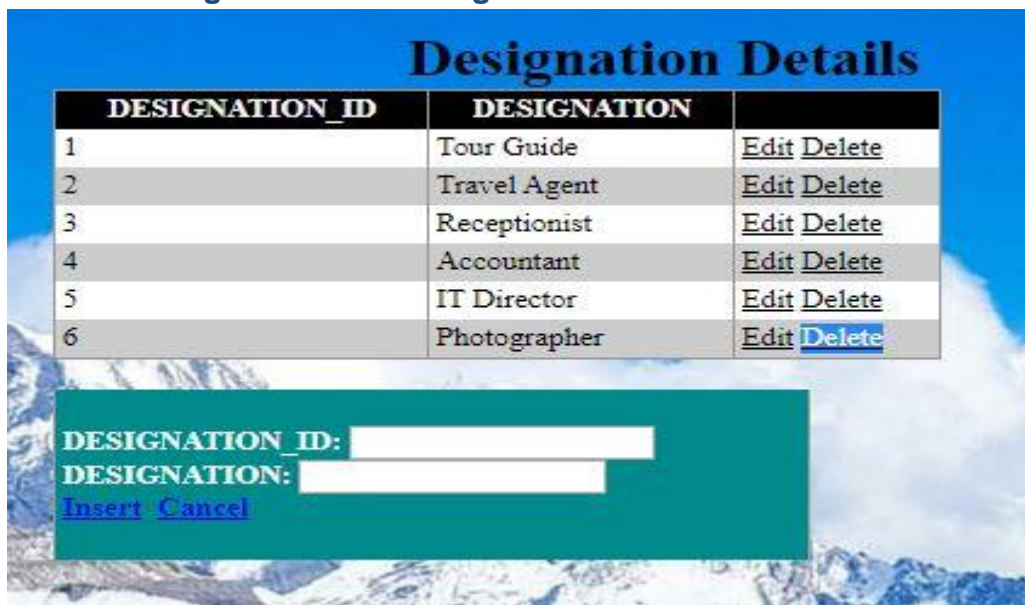 Designation Details
DESIGNATION_ID DESIGNATION
1 Tour Guide Edit Delete
2 Travel Agent Edit Delete
3 Receptionist Edit Delete
4 Accountant Edit Delete
5 IT Director Edit Delete
6 Photographer Edit Delete
DESIGNATION_ID:
DESIGNATION:
Insert Cancel